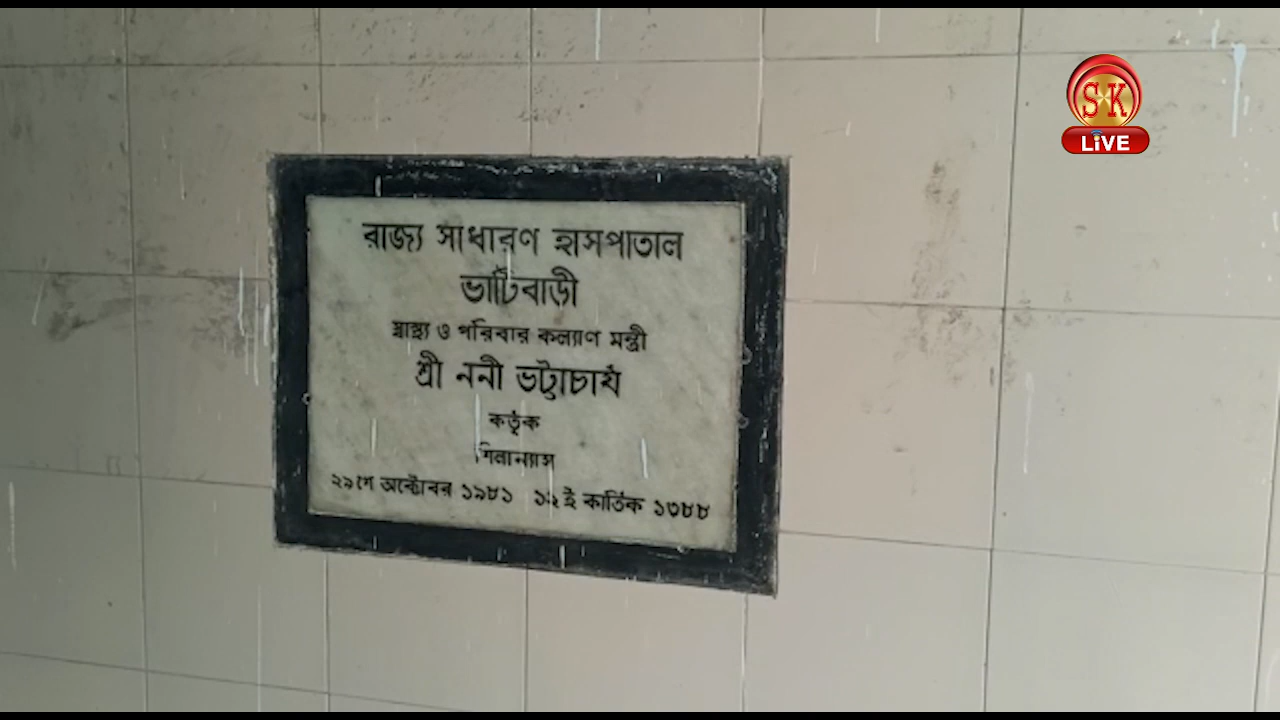 SK
LIVE
রাজ্য সাধারণ হাসপাতাল
ভাটিবাড়ী
স্বাস্থ্য ও পরিবার কল্যাণ মন্ত্রী
শ্রী ননী ভট্টাচার্য
কর্তৃক
শিলান্যাস
২৯শে অক্টোবর ১৯৮১ ১২ই কার্তিক ১৩৮৮